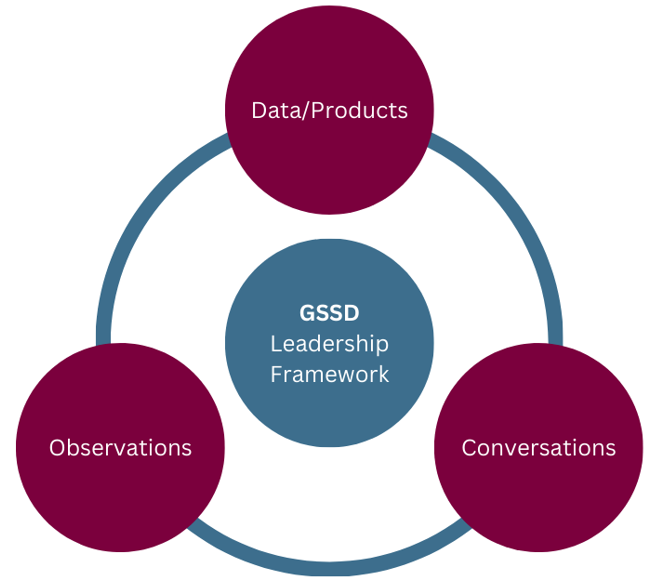 Data/Products
GSSD
Leadership
Framework
Observations
Conversations